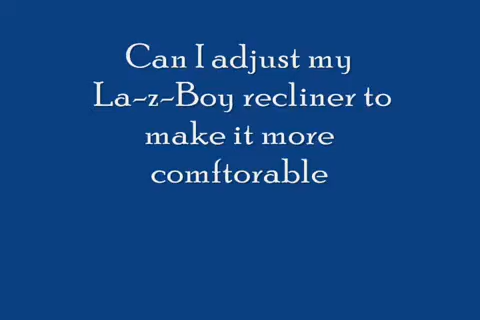 Can I adjust my
La-z-Boy recliner to
make it more
comftorable